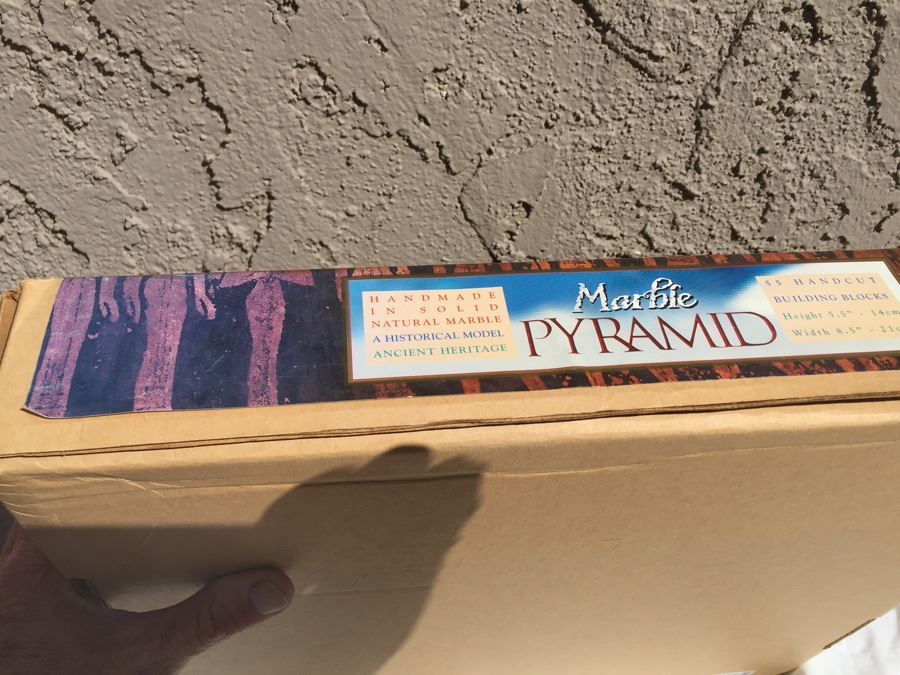 HANDMADE
IN SOLID
NATURAL MARBLE
A HISTORICAL MODEL
ANCIENT HERITAGE
Marble
PYRAMID
55 HANDCUT
BUILDING BLOCKS
Height 5.5" - 14cm
Width 8.5" -